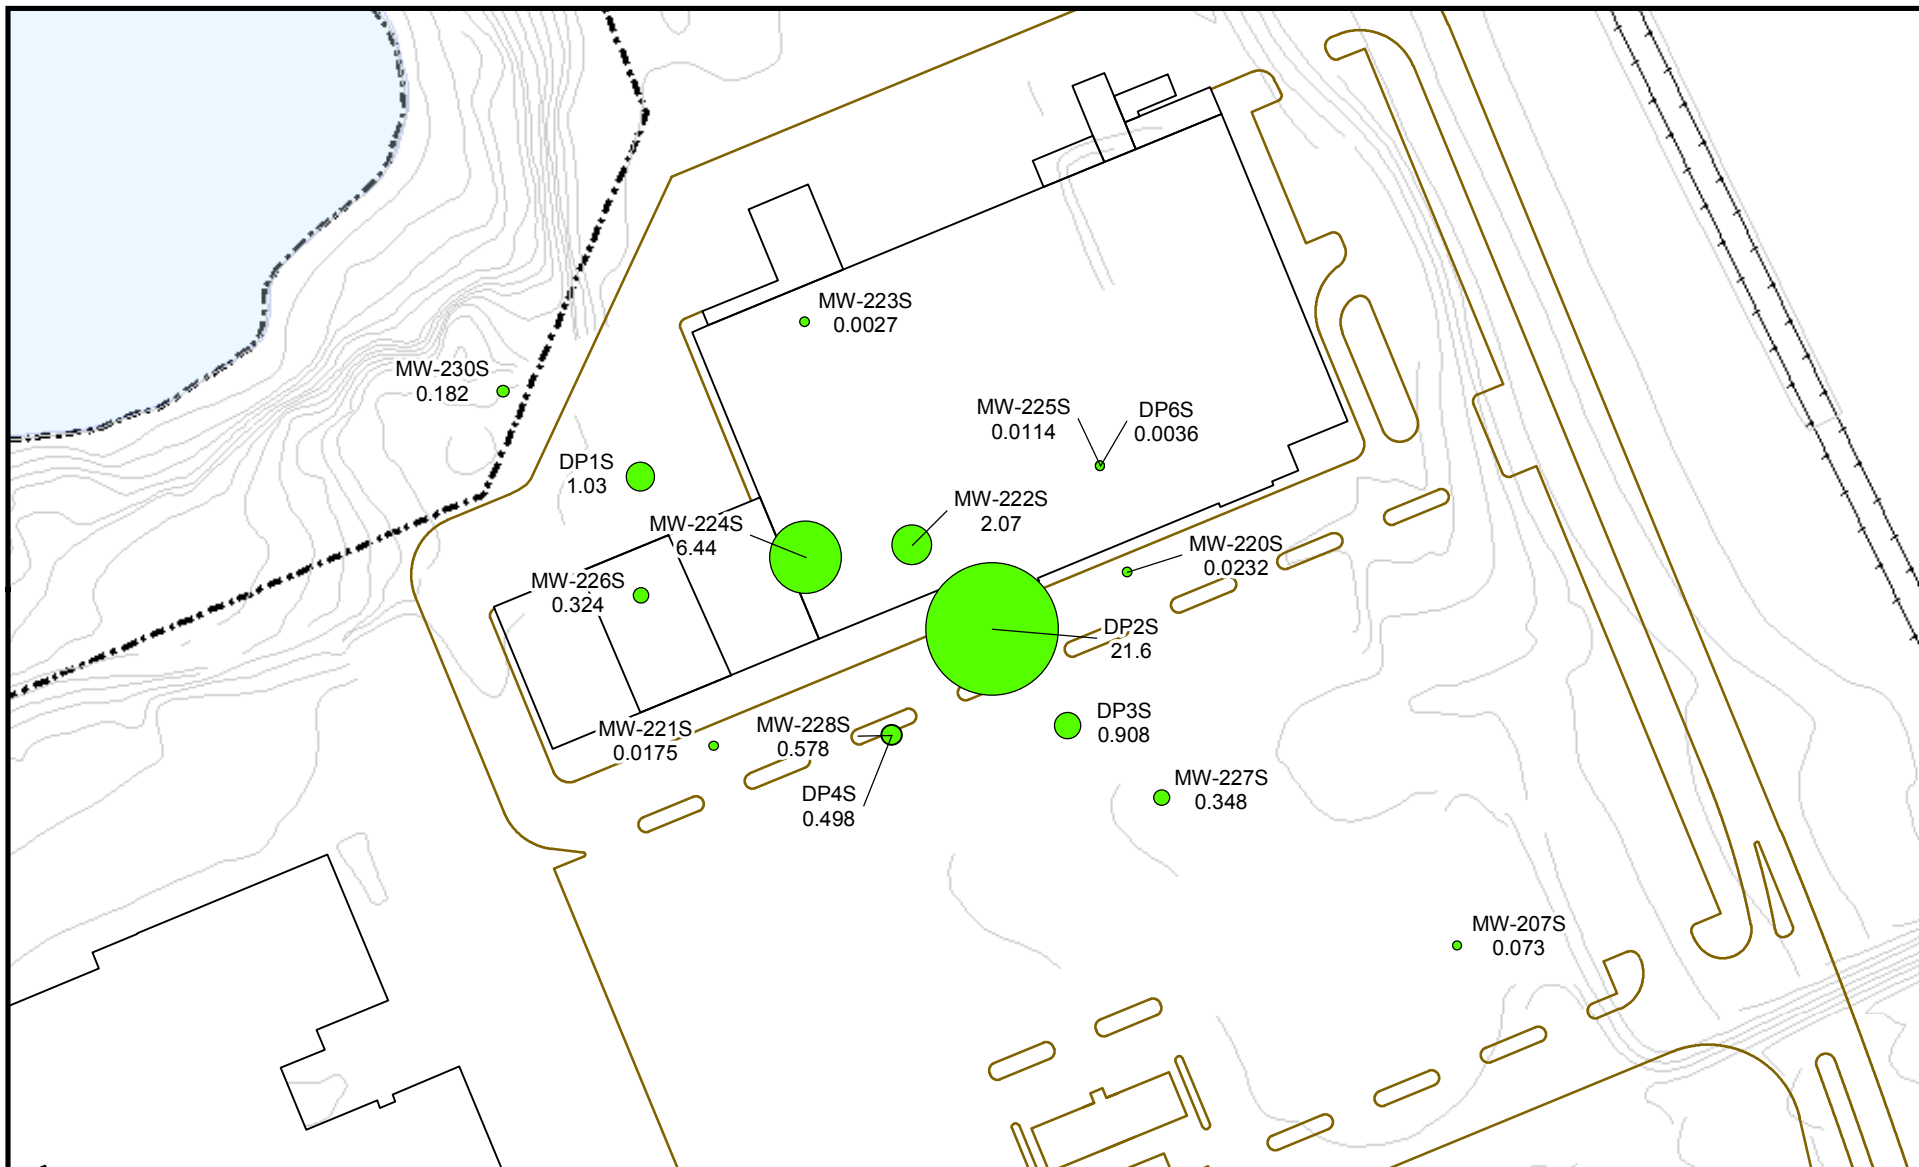 MW-223S
0.0027
MW-230S
0.182
MW-225S
0.0114
DP6S
0.0036
DP1S
1.03
MW-222S
2.07
MW-224S
6.44
MW-220S
0.0232
MW-226S
0.324
DP2S
21.6
DP3S
0.908
MW-221S
0.0175
MW-228S
0.578
DP4S
0.498
MW-227S
0.348
MW-207S
0.073